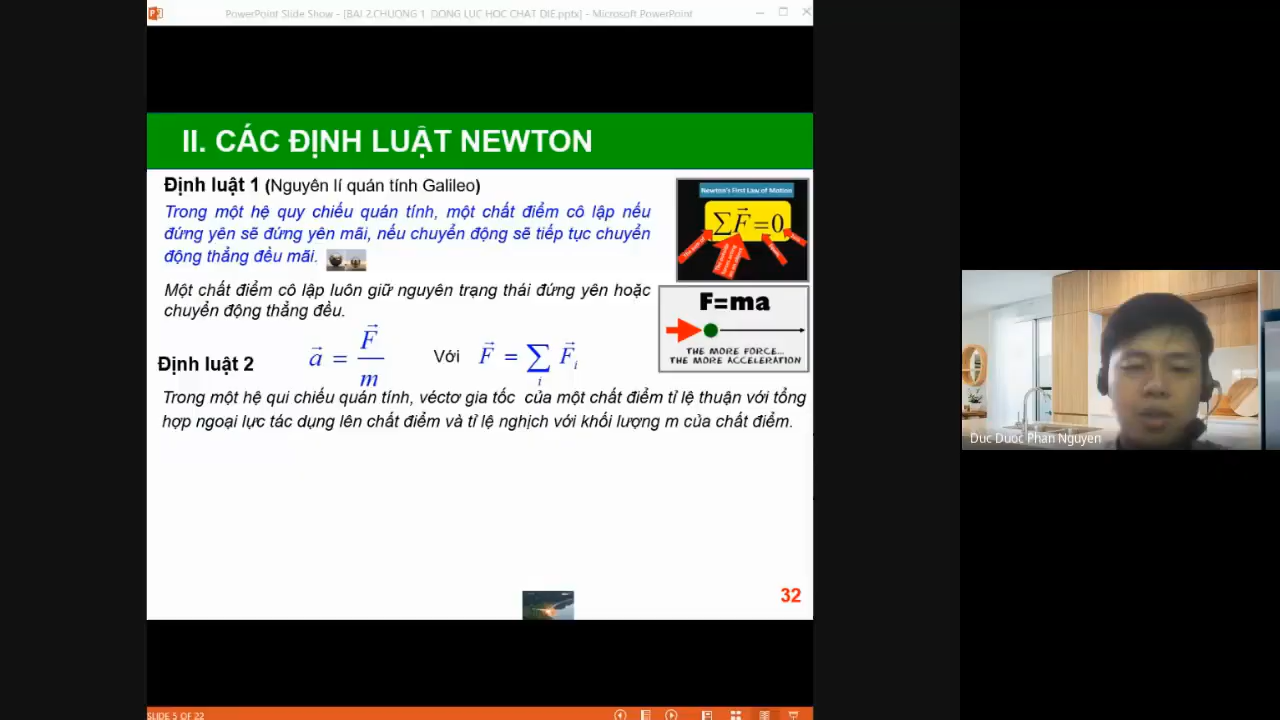 PowerPoint Slide Show - [BAI 2.CHUONG 1 DONG LUC HOC CHAT DIE.pptx] - Microsoft PowerPoint
II. CÁC ĐỊNH LUẬT NEWTON
Định luật 1 (Nguyên lí quán tính Galileo)
Trong một hệ quy chiếu quán tính, một chất điểm cô lập nếu
đứng yên sẽ đứng yên mãi, nếu chuyển động sẽ tiếp tục chuyển
động thẳng đều mãi.
Newton's First Law of Motion
∑F⃗=0
Một chất điểm cô lập luôn giữ nguyên trạng thái đứng yên hoặc
chuyển động thẳng đều.
F=ma
THE MORE FORCE...
THE MORE ACCELERATION
Định luật 2
a⃗ = F⃗/m Với F⃗ = ∑i F⃗i
Trong một hệ qui chiếu quán tính, véctơ gia tốc của một chất điểm tỉ lệ thuận với tổng
hợp ngoại lực tác dụng lên chất điểm và tỉ lệ nghịch với khối lượng m của chất điểm.
32
SLIDE 5 OF 22
Duc Duoc Phan Nguyen